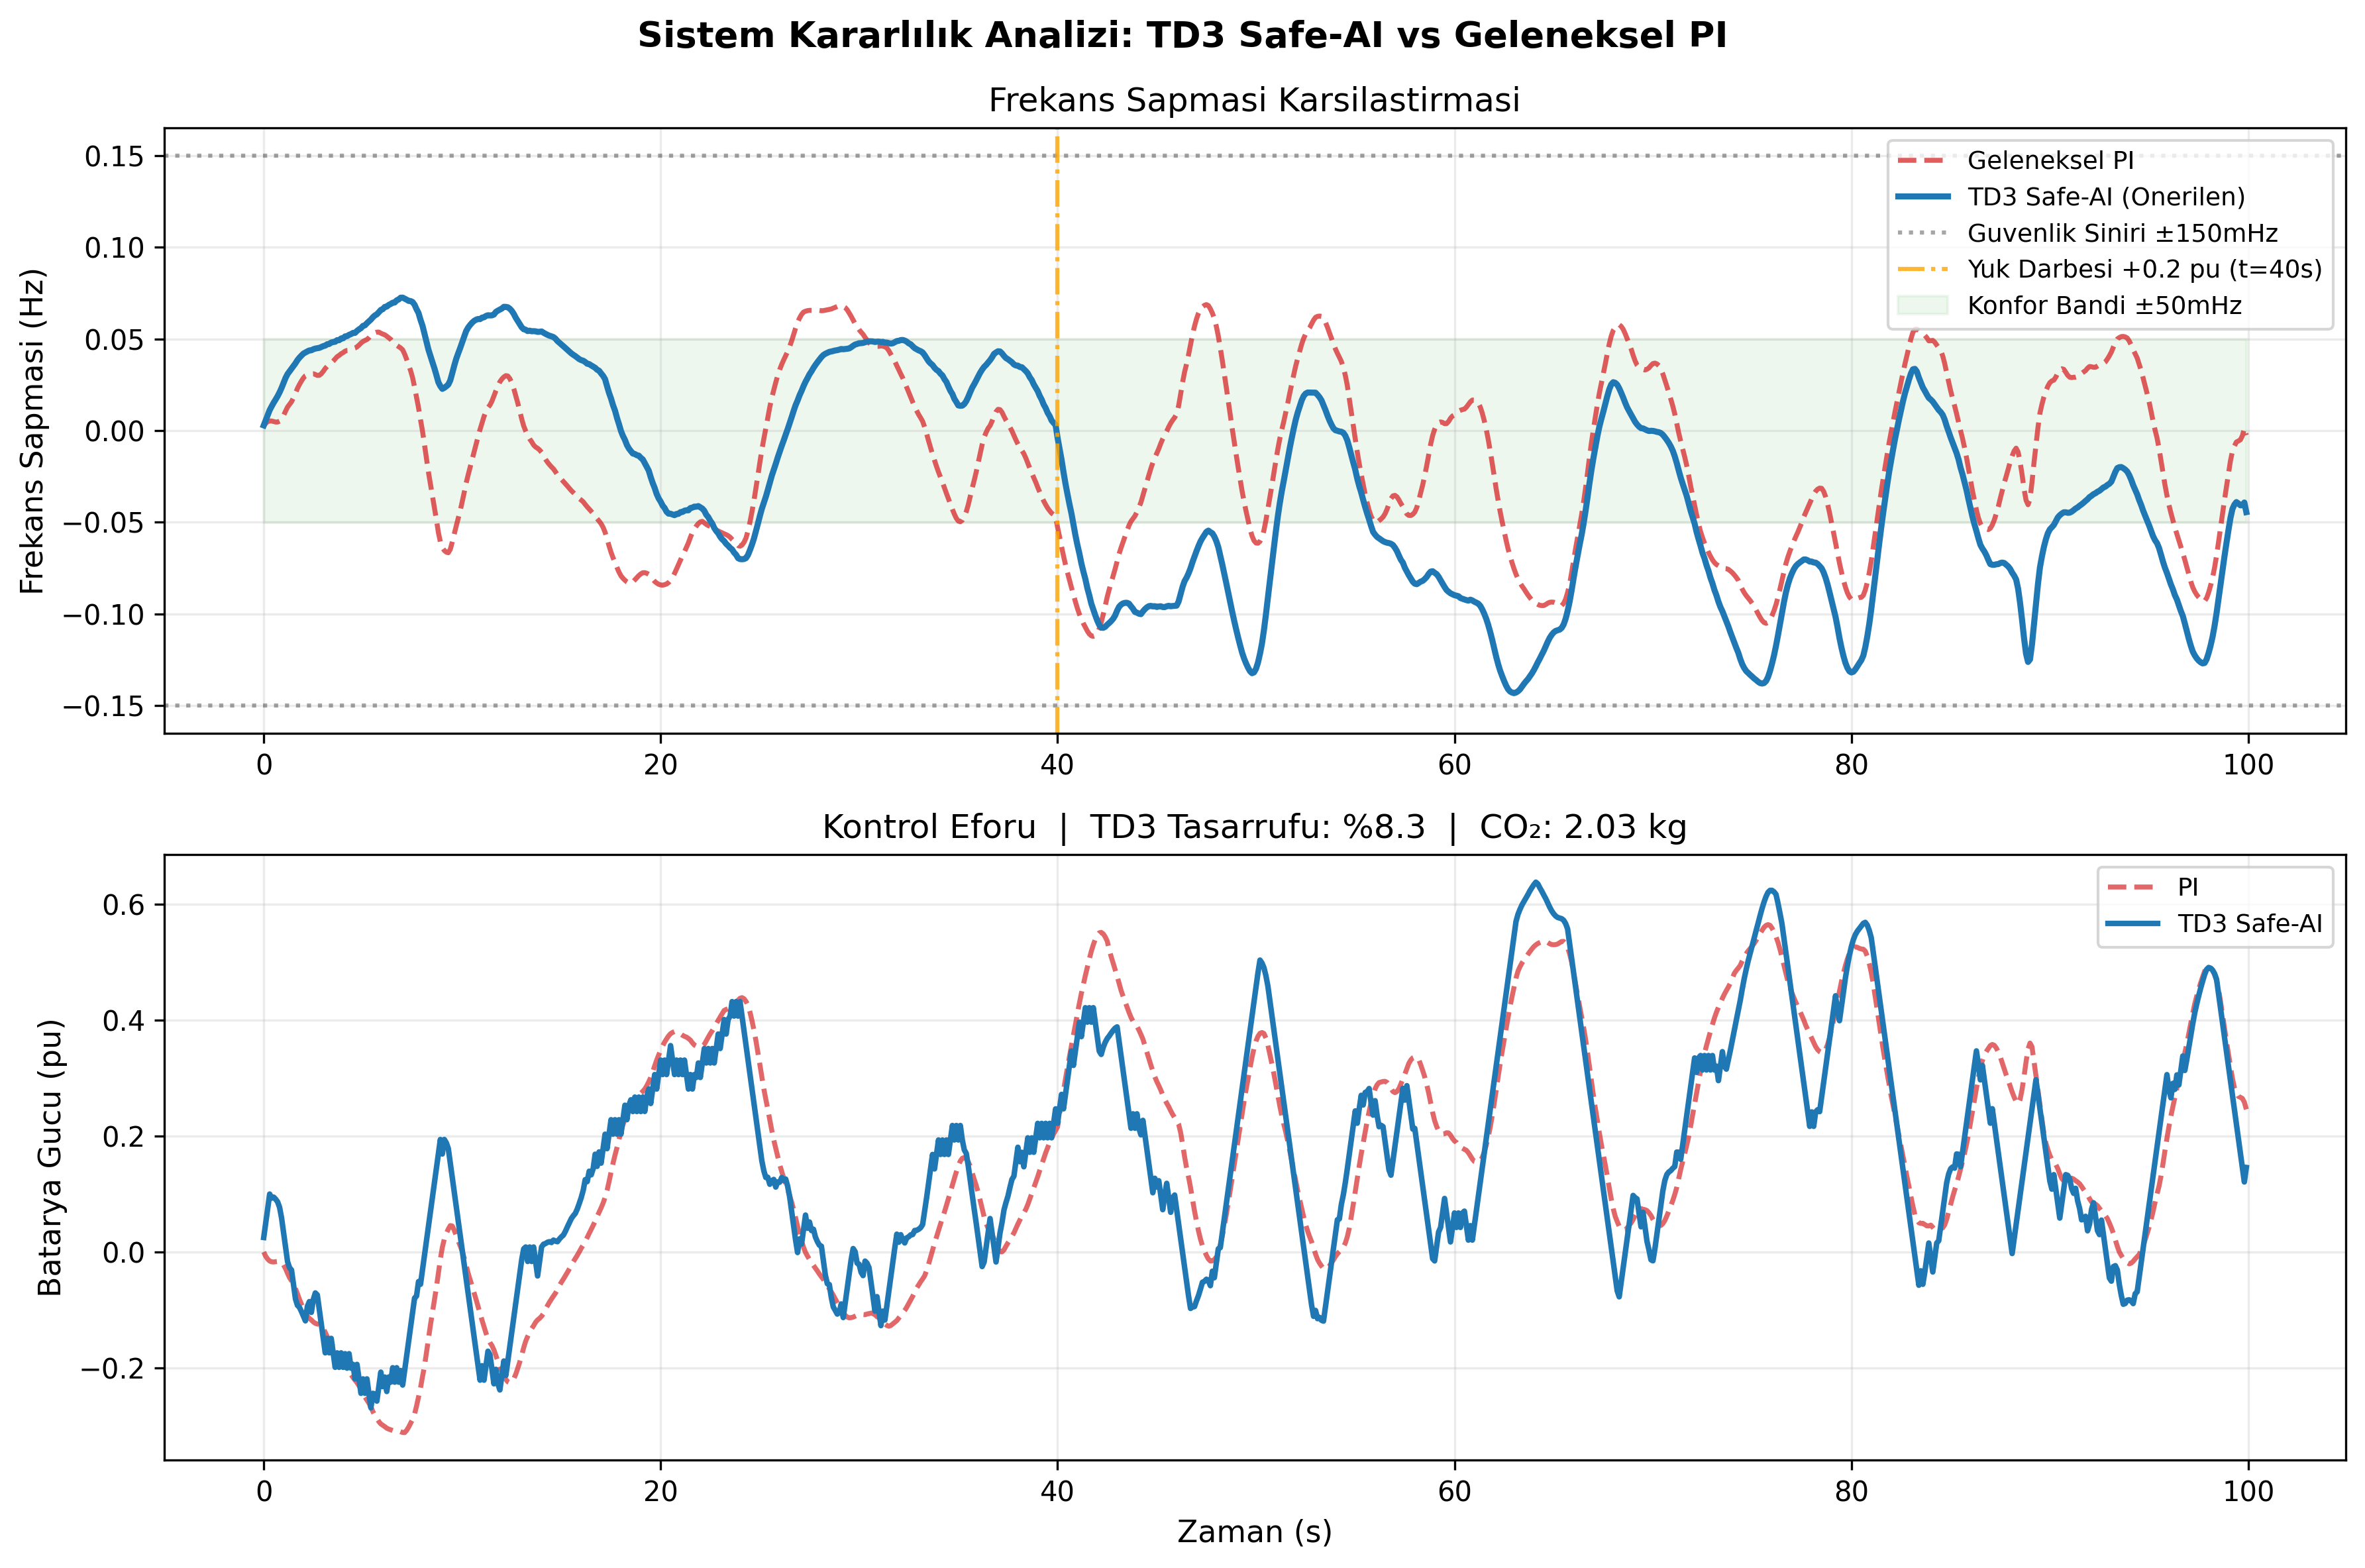 Sistem Kararlılık Analizi: TD3 Safe-AI vs Geleneksel PI
Frekans Sapmasi Karsilastirmasi
Frekans Sapmasi (Hz)
0.15
0.10
0.05
0.00
−0.05
−0.10
−0.15
Geleneksel PI
TD3 Safe-AI (Onerilen)
Guvenlik Siniri ±150mHz
Yuk Darbesi +0.2 pu (t=40s)
Konfor Bandi ±50mHz
0 20 40 60 80 100
Kontrol Eforu | TD3 Tasarrufu: %8.3 | CO₂: 2.03 kg
Batarya Gucu (pu)
0.6
0.4
0.2
0.0
−0.2
PI
TD3 Safe-AI
0 20 40 60 80 100
Zaman (s)